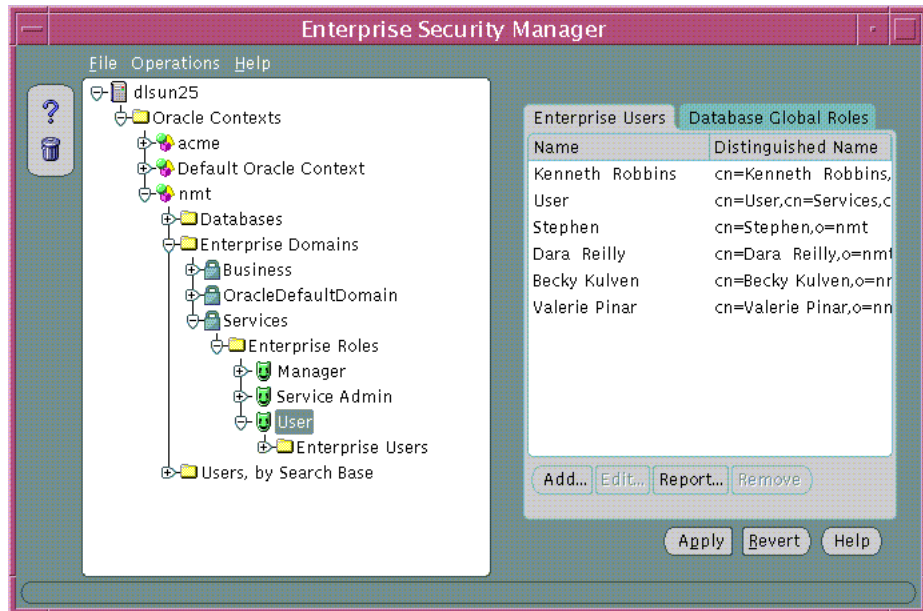 Enterprise Security Manager
File Operations Help
dlsun25
Oracle Contexts
acme
Default Oracle Context
nmt
Databases
Enterprise Domains
Business
OracleDefaultDomain
Services
Enterprise Roles
Manager
Service Admin
User
Enterprise Users
Users, by Search Base
Enterprise Users Database Global Roles
Name Distinguished Name
Kenneth Robbins cn=Kenneth Robbins,
User cn=User,cn=Services,c
Stephen cn=Stephen,o=nmt
Dara Reilly cn=Dara Reilly,o=nmt
Becky Kulven cn=Becky Kulven,o=nr
Valerie Pinar cn=Valerie Pinar,o=nn
Add... Edit... Report... Remove
Apply Revert Help